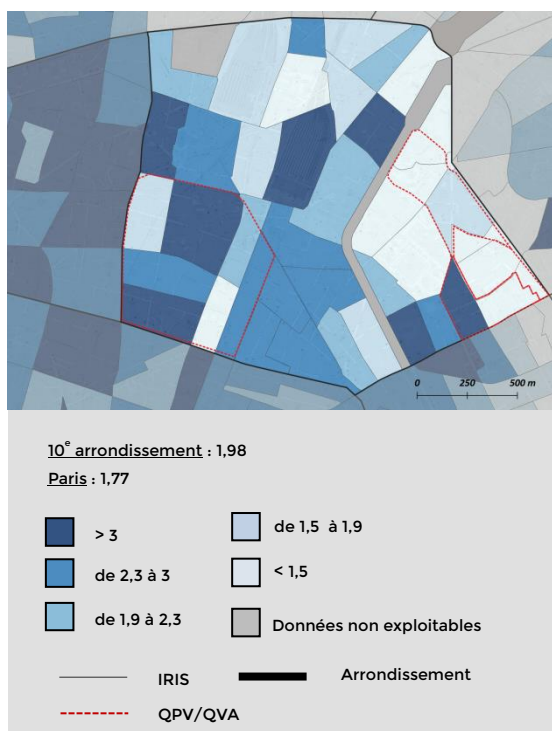 0 250 500 m
10e arrondissement : 1,98
Paris : 1,77
> 3
de 1,5 à 1,9
de 2,3 à 3
< 1,5
de 1,9 à 2,3
Données non exploitables
IRIS
Arrondissement
QPV/QVA